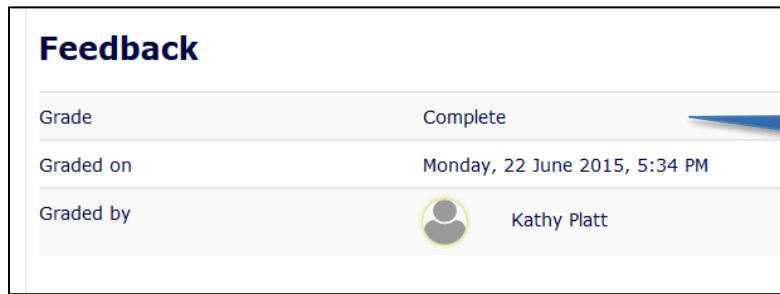 Feedback
Grade Complete
Graded on Monday, 22 June 2015, 5:34 PM
Graded by Kathy Platt